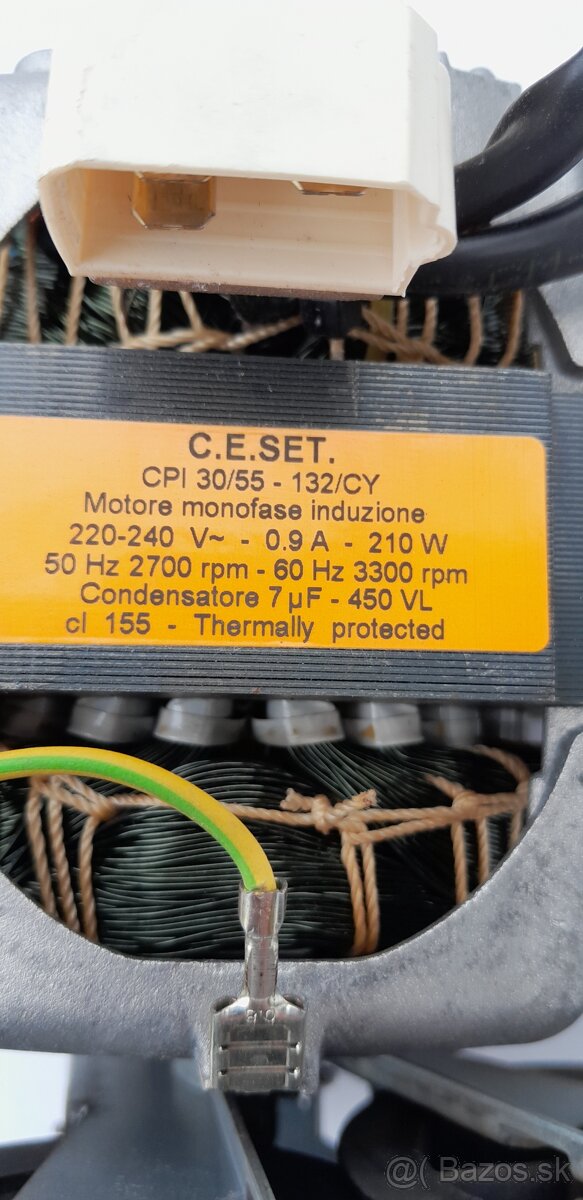 C.E.SET.
CPI 30/55 - 132/CY
Motore monofase induzione
220-240 V~ - 0.9 A - 210 W
50 Hz 2700 rpm - 60 Hz 3300 rpm
Condensatore 7 µF - 450 VL
cl 155 - Thermally protected
@( Bazos.sk